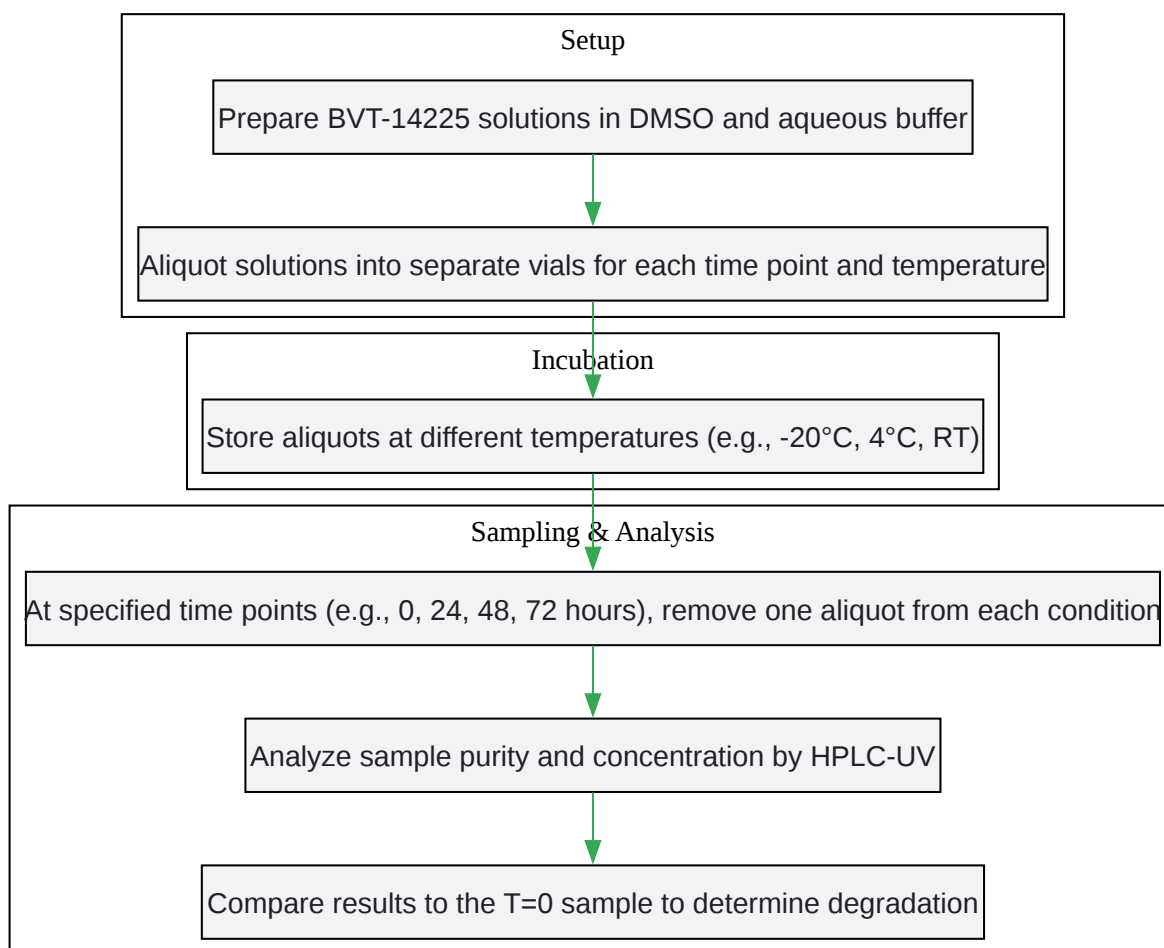 Setup
Prepare BVT-14225 solutions in DMSO and aqueous buffer
Aliquot solutions into separate vials for each time point and temperature
Incubation
Store aliquots at different temperatures (e.g., -20°C, 4°C, RT)
Sampling & Analysis
At specified time points (e.g., 0, 24, 48, 72 hours), remove one aliquot from each condition
Analyze sample purity and concentration by HPLC-UV
Compare results to the T=0 sample to determine degradation